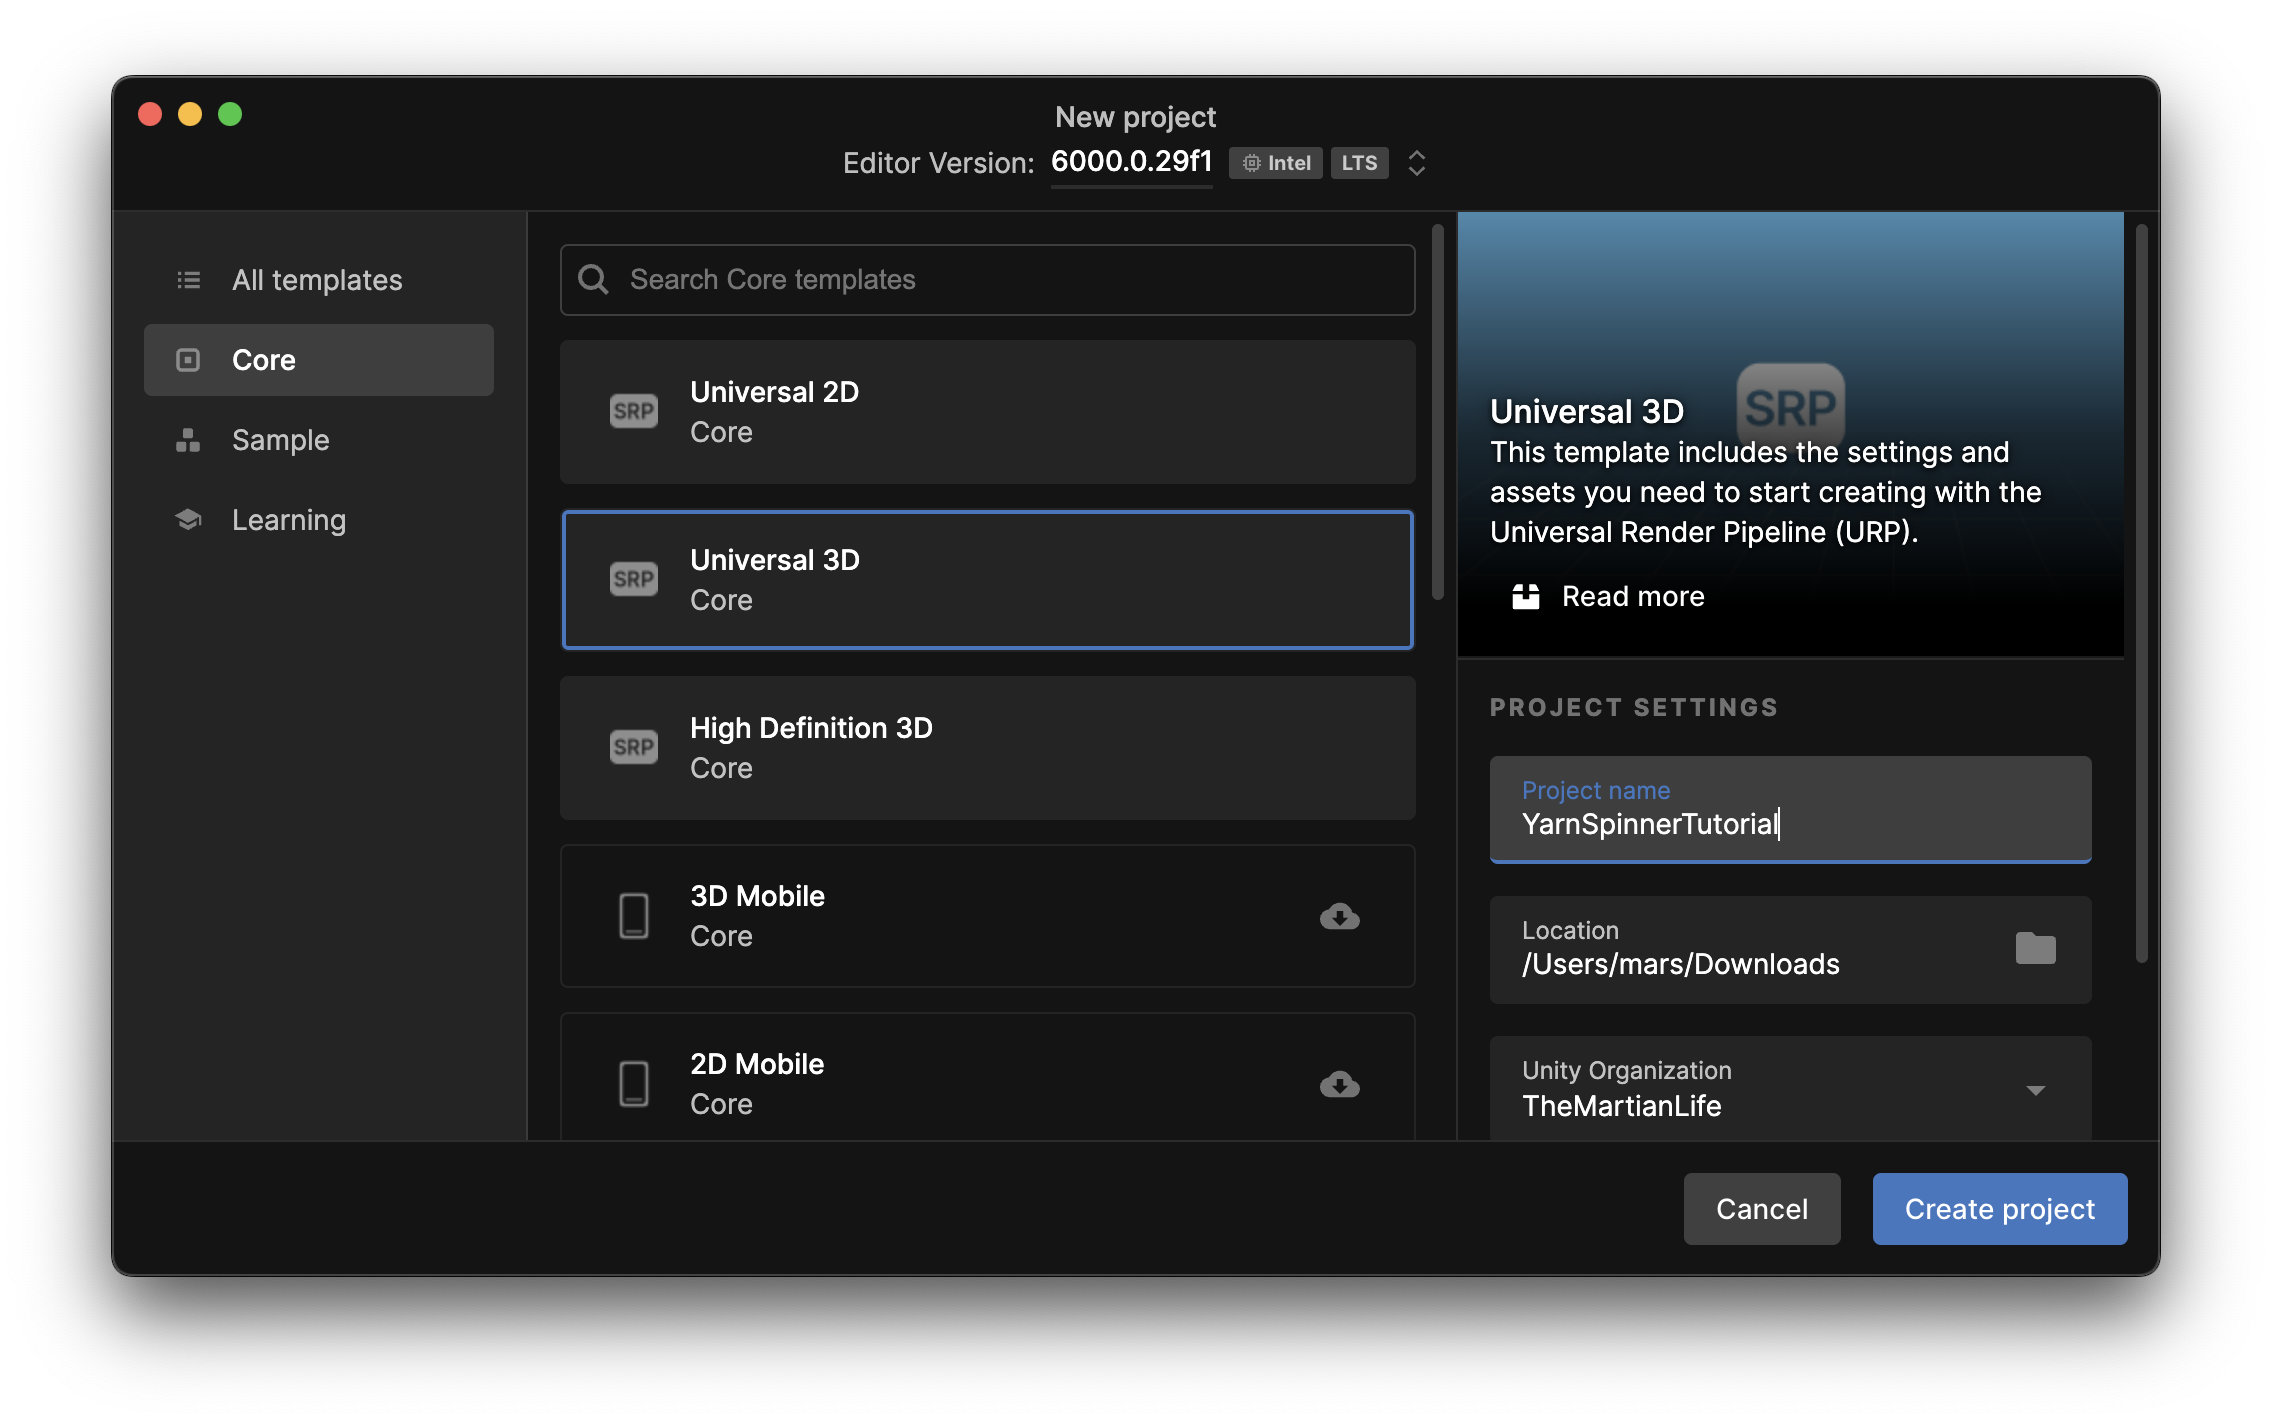 New project
Editor Version: 6000.0.29f1 Intel LTS
All templates
Core
Sample
Learning
Search Core templates
SRP
Universal 2D
Core
SRP
Universal 3D
Core
SRP
High Definition 3D
Core
3D Mobile
Core
2D Mobile
Core
SRP
Universal 3D
This template includes the settings and
assets you need to start creating with the
Universal Render Pipeline (URP).
Read more
PROJECT SETTINGS
Project name
YarnSpinnerTutorial
Location
/Users/mars/Downloads
Unity Organization
TheMartianLife
Cancel
Create project